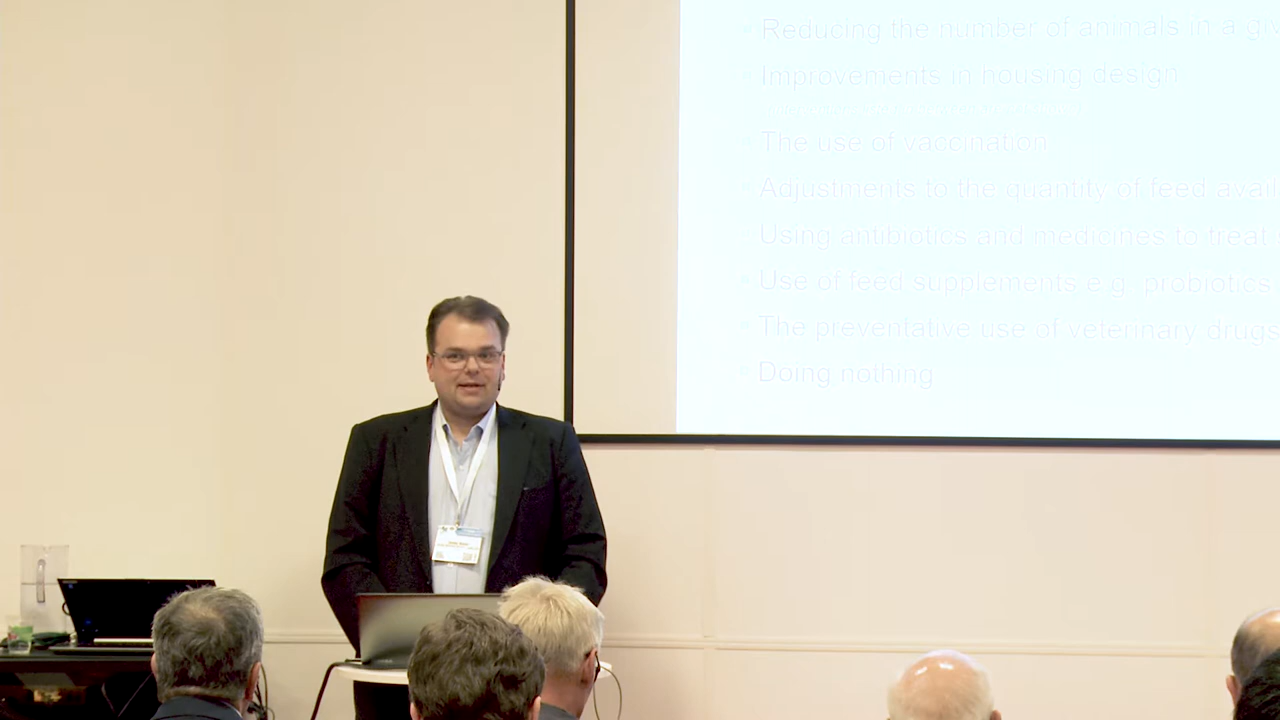 Reducing the number of animals in a giv
Improvements in housing design
The use of vaccination
Adjustments to the quantity of feed avail
Using antibiotics and medicines to treat
Use of feed supplements e.g. probiotics
The preventative use of veterinary drugs
Doing nothing